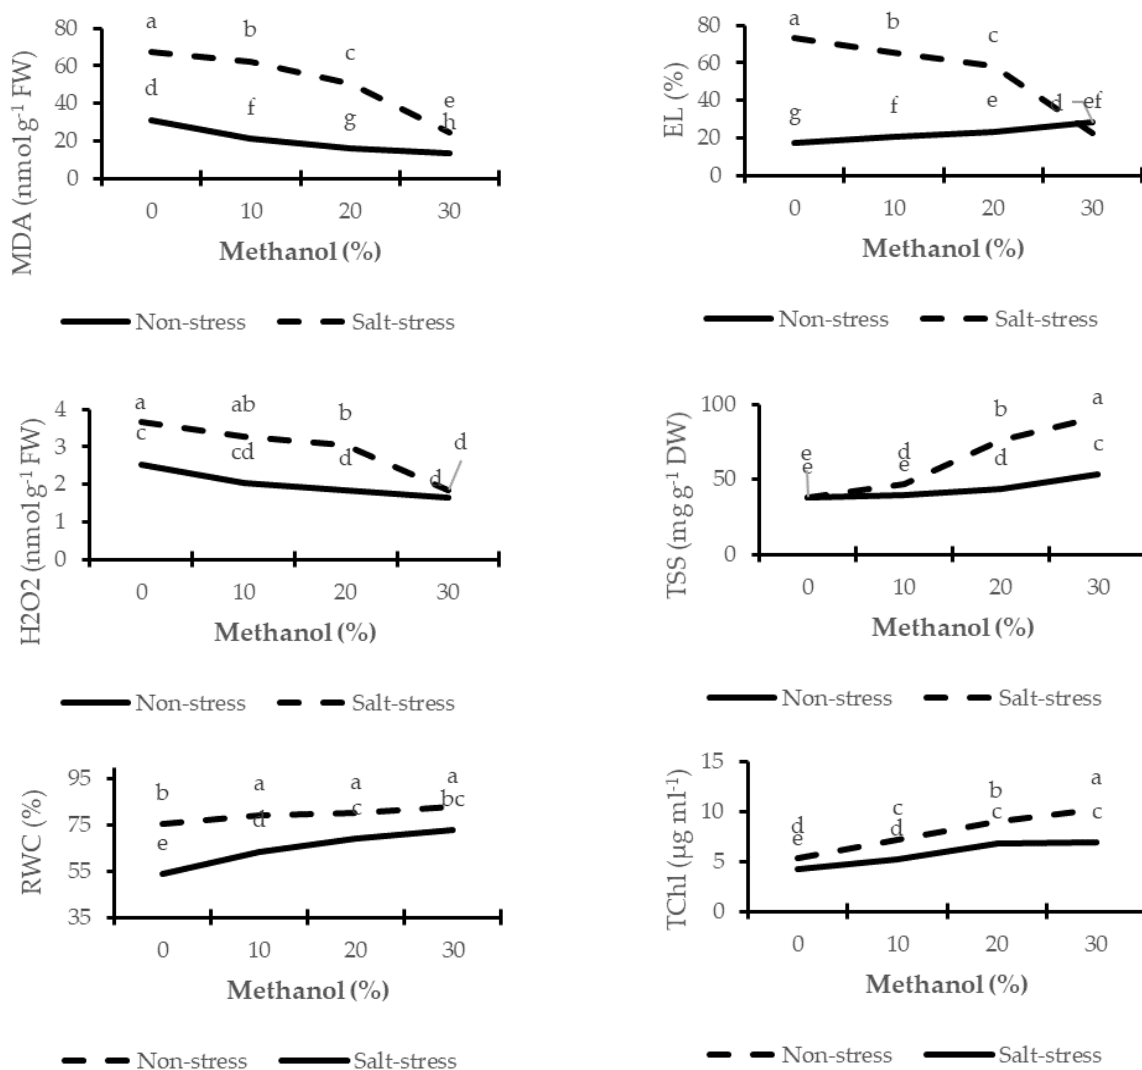 MDA (nmol g⁻¹ FW)
80
60
40
20
0
a
b
c
e
d
f
g
h
0 10 20 30
Methanol (%)
Non-stress Salt-stress
EL (%)
80
60
40
20
0
a
b
c
d
ef
g
f
e
0 10 20 30
Methanol (%)
Non-stress Salt-stress
H2O2 (nmol g⁻¹ FW)
4
3
2
1
0
a
ab
b
d
c
cd
d
d
0 10 20 30
Methanol (%)
Non-stress Salt-stress
TSS (mg g⁻¹ DW)
100
50
0
e
d
b
a
e
e
d
c
0 10 20 30
Methanol (%)
Non-stress Salt-stress
RWC (%)
95
75
55
35
b
a
a
a
e
d
c
bc
0 10 20 30
Methanol (%)
Non-stress Salt-stress
TChl (µg ml⁻¹)
15
10
5
0
d
c
b
a
e
d
c
c
0 10 20 30
Methanol (%)
Non-stress Salt-stress